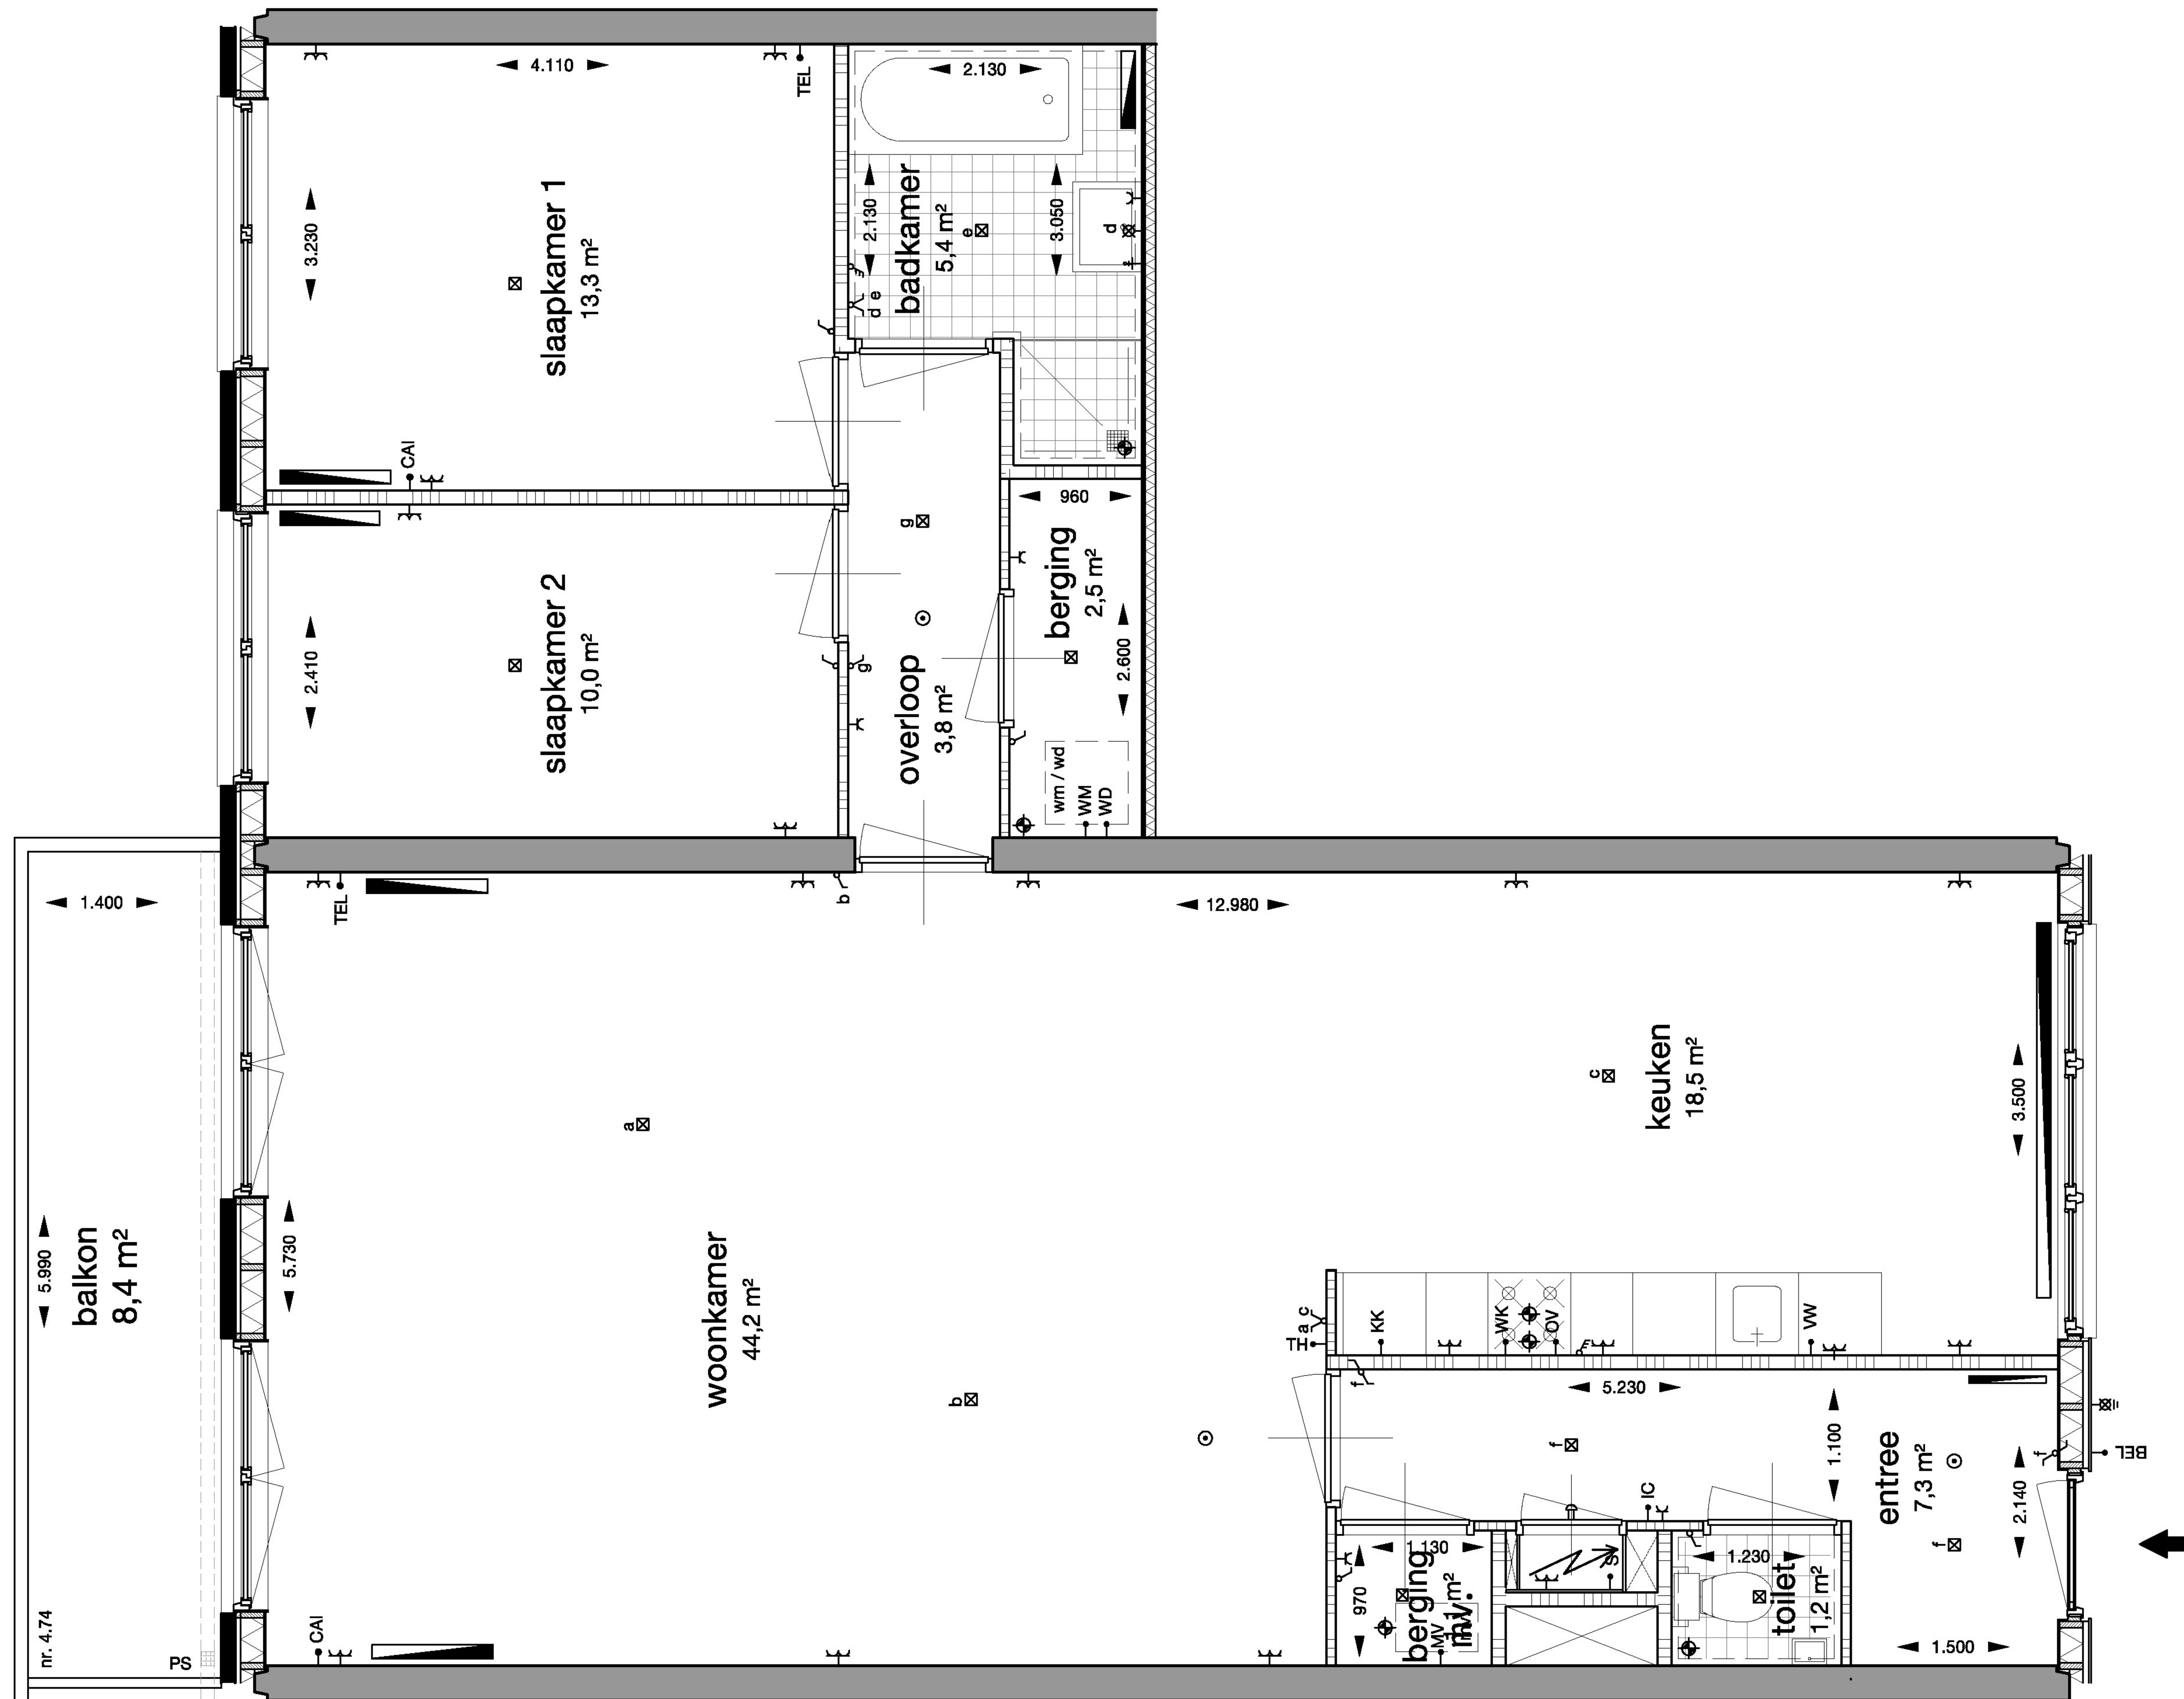 4.110
TEL
2.130
3.230
slaapkamer 1
13,3 m²
badkamer
5,4 m²
2.130
3.050
e
d
d e
CAI
slaapkamer 2
10,0 m²
2.410
g
g
overloop
3,8 m²
960
berging
2,5 m²
2.600
wm / wd
WM
WD
1.400
TEL
b
12.980
balkon
8,4 m²
5.990
nr. 4.74
PS
5.730
a
woonkamer
44,2 m²
b
CAI
c
keuken
18,5 m²
3.500
TH
a c
KK
WK
OV
VW
f
5.230
f
1.100
entree
7,3 m²
f
BEL
2.140
f
IC
1.130
970
berging
m.v.
MV
SV
1.230
toilet
1,2 m²
1.500